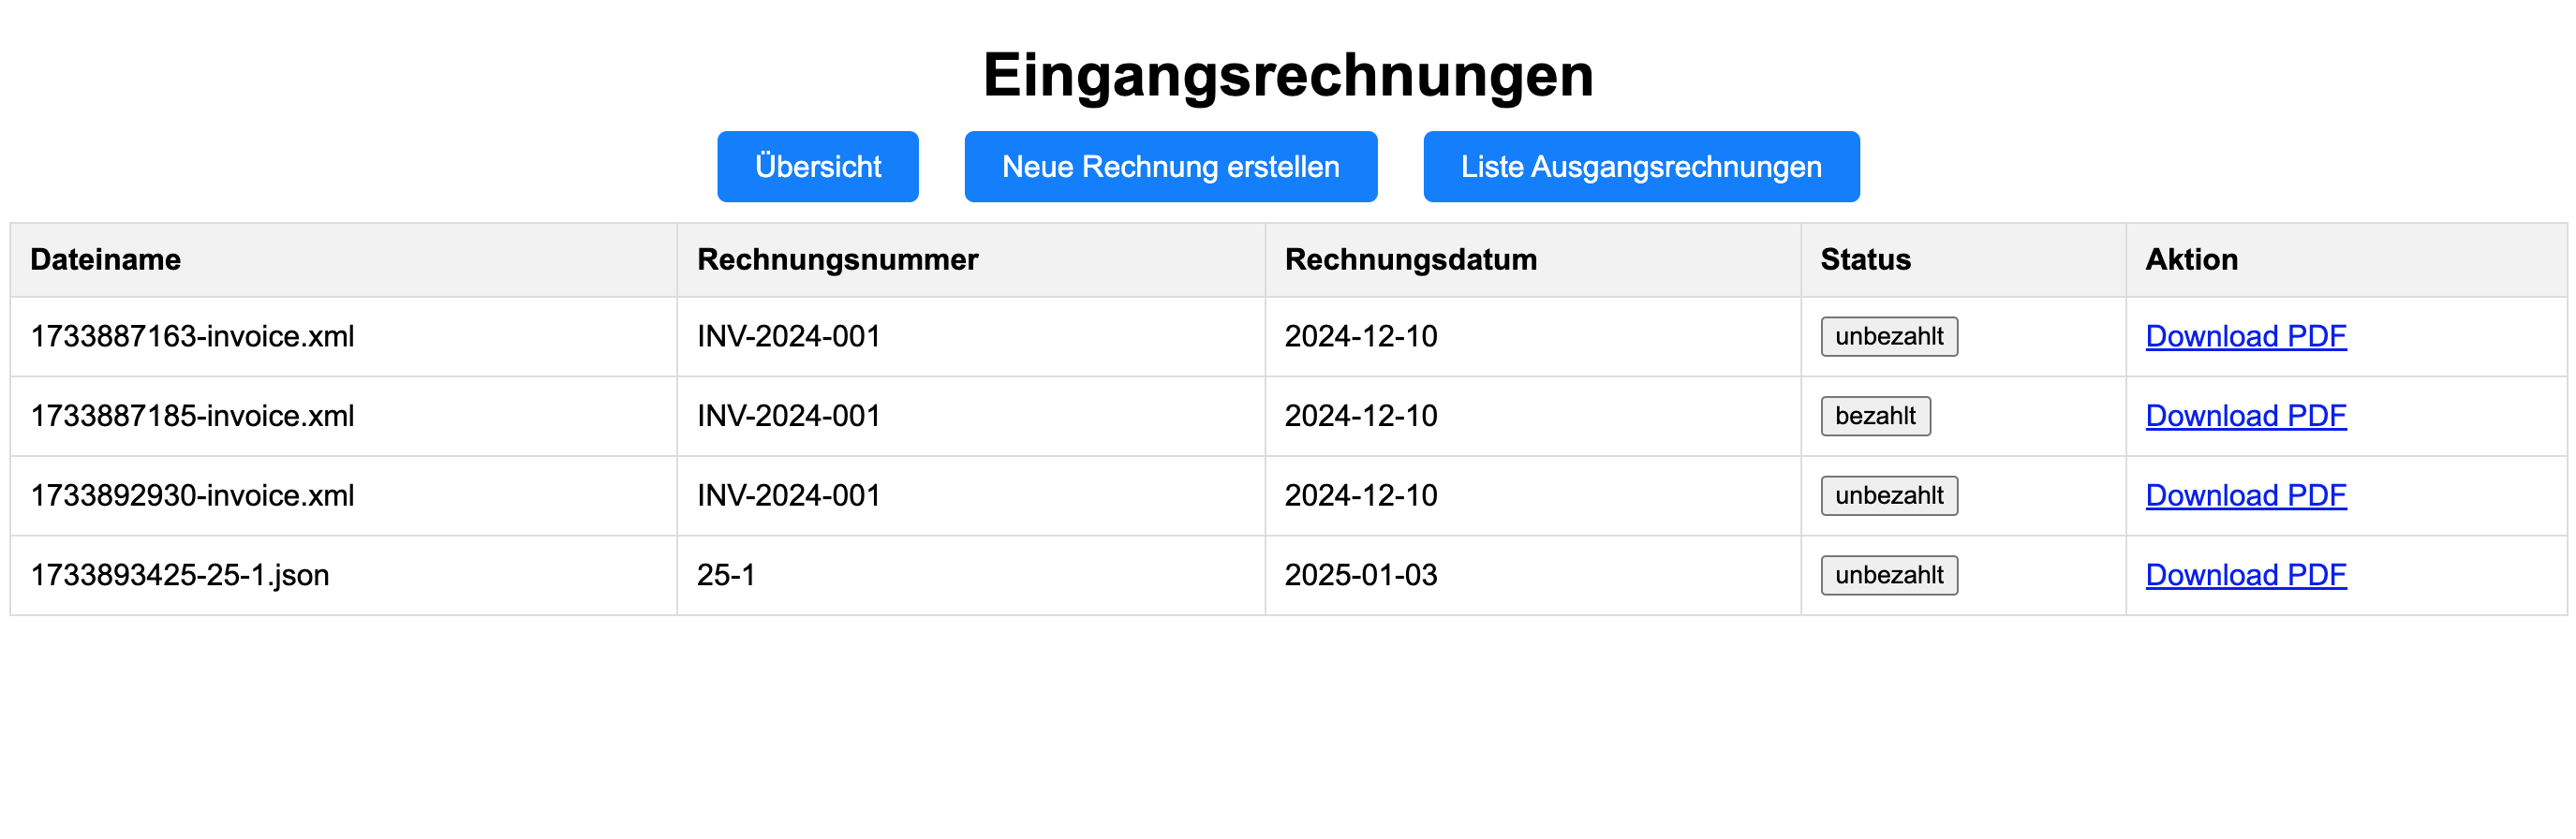 Eingangsrechnungen
Übersicht Neue Rechnung erstellen Liste Ausgangsrechnungen
Dateiname Rechnungsnummer Rechnungsdatum Status Aktion
1733887163-invoice.xml INV-2024-001 2024-12-10 unbezahlt Download PDF
1733887185-invoice.xml INV-2024-001 2024-12-10 bezahlt Download PDF
1733892930-invoice.xml INV-2024-001 2024-12-10 unbezahlt Download PDF
1733893425-25-1.json 25-1 2025-01-03 unbezahlt Download PDF